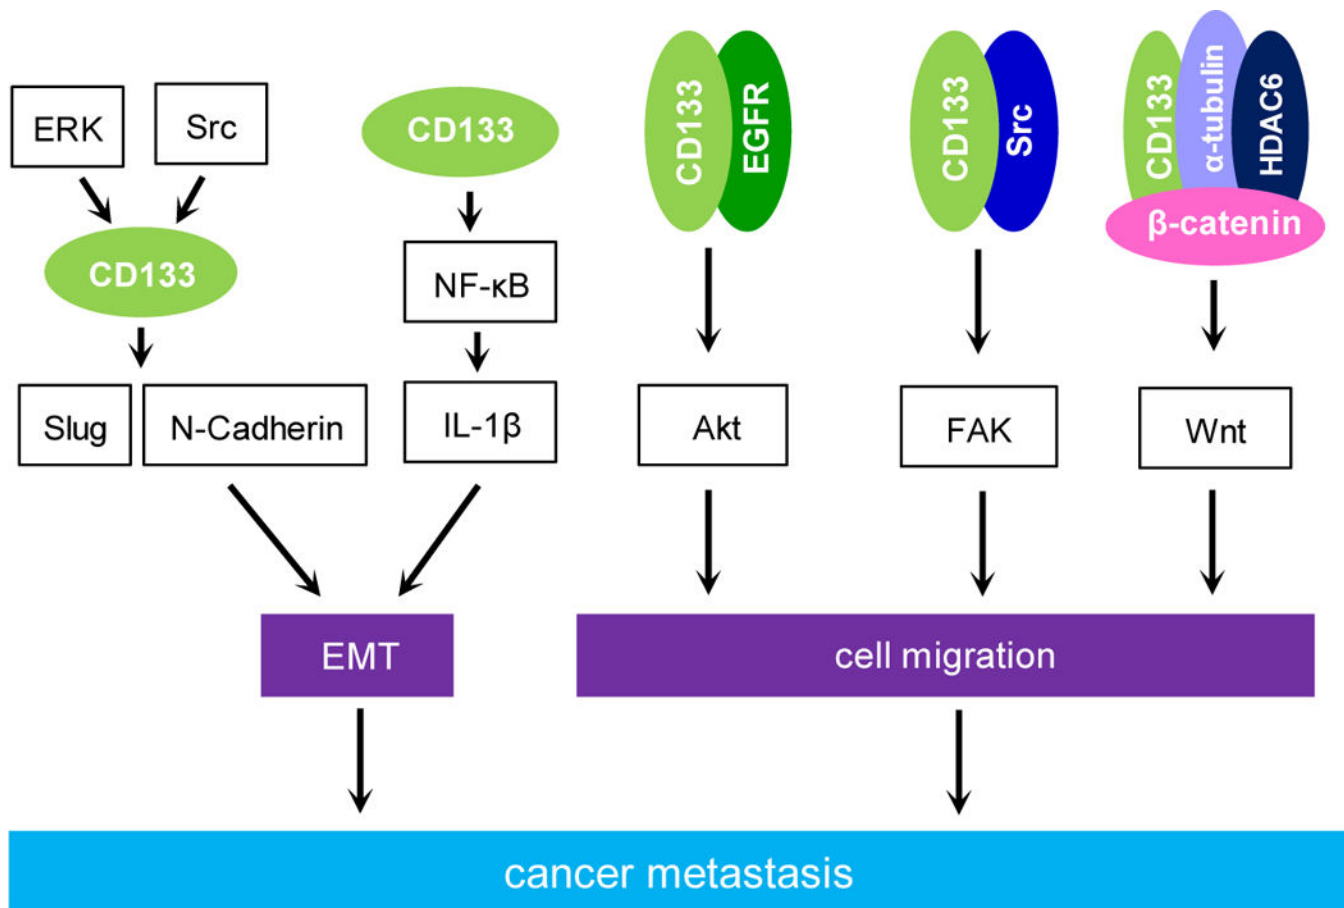 ERK
Src
CD133
Slug
N-Cadherin
CD133
NF-κB
IL-1β
EMT
CD133
EGFR
Akt
CD133
Src
FAK
CD133
α-tubulin
HDAC6
β-catenin
Wnt
cell migration
cancer metastasis